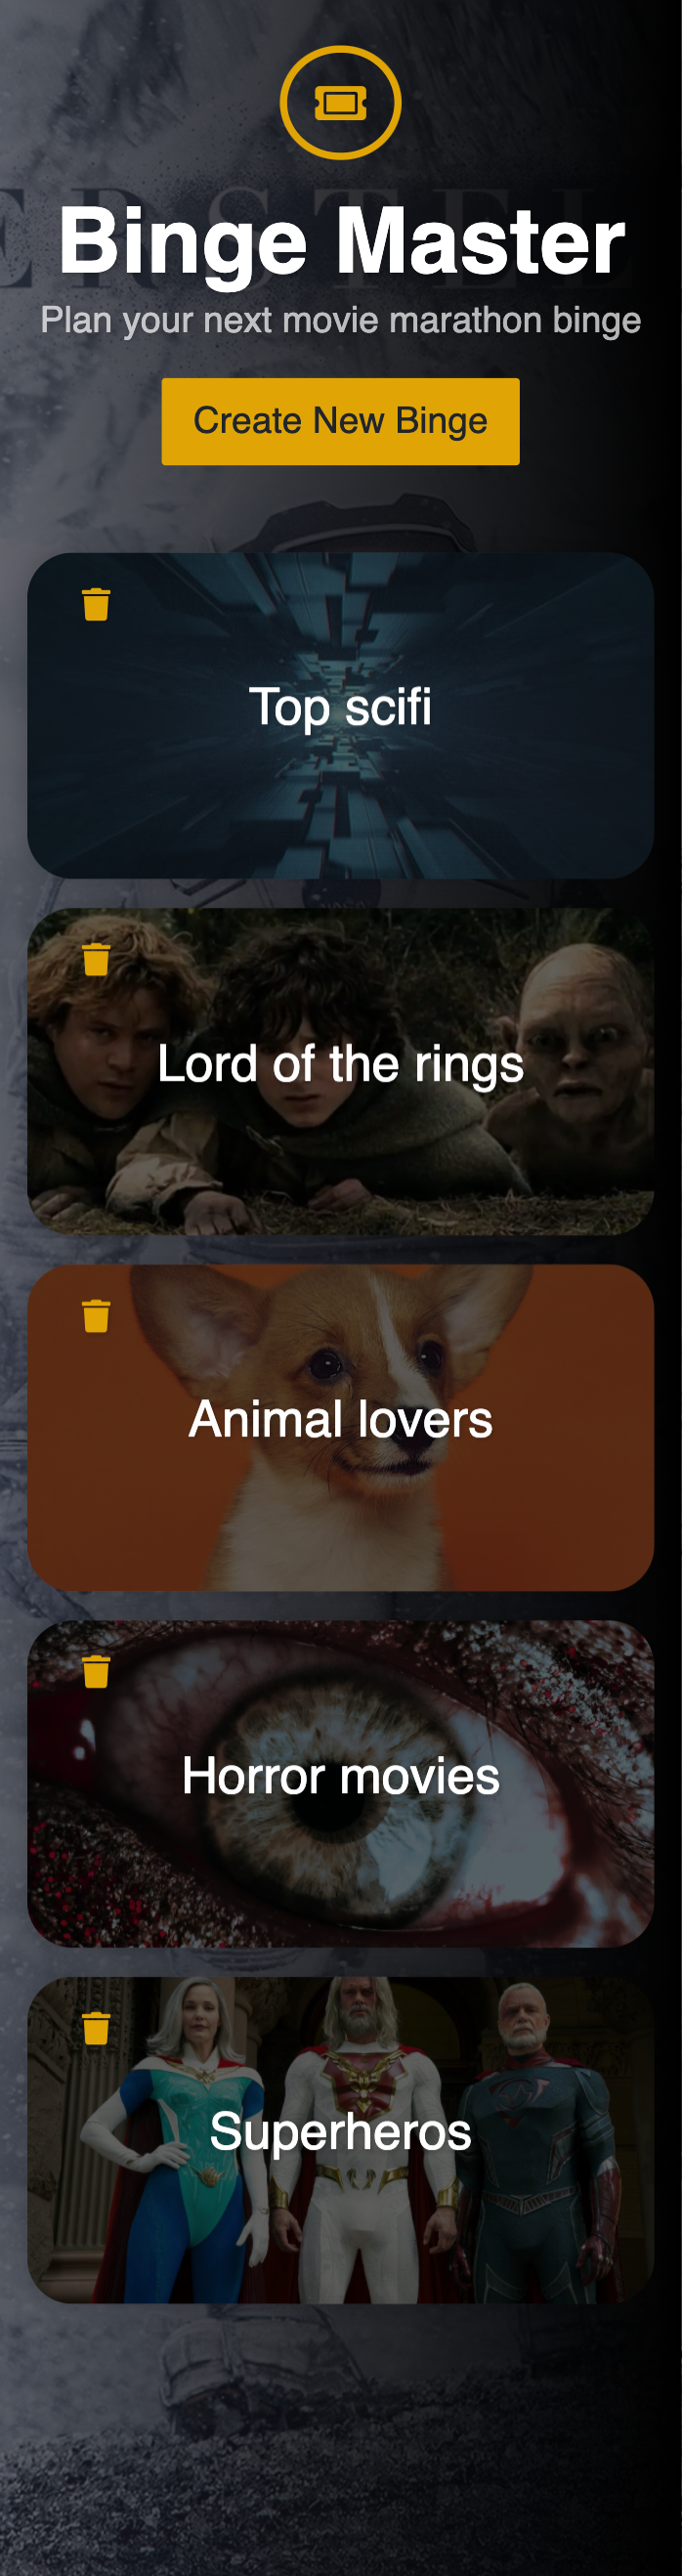 Binge Master
Plan your next movie marathon binge
Create New Binge
Top scifi
Lord of the rings
Animal lovers
Horror movies
Superheros